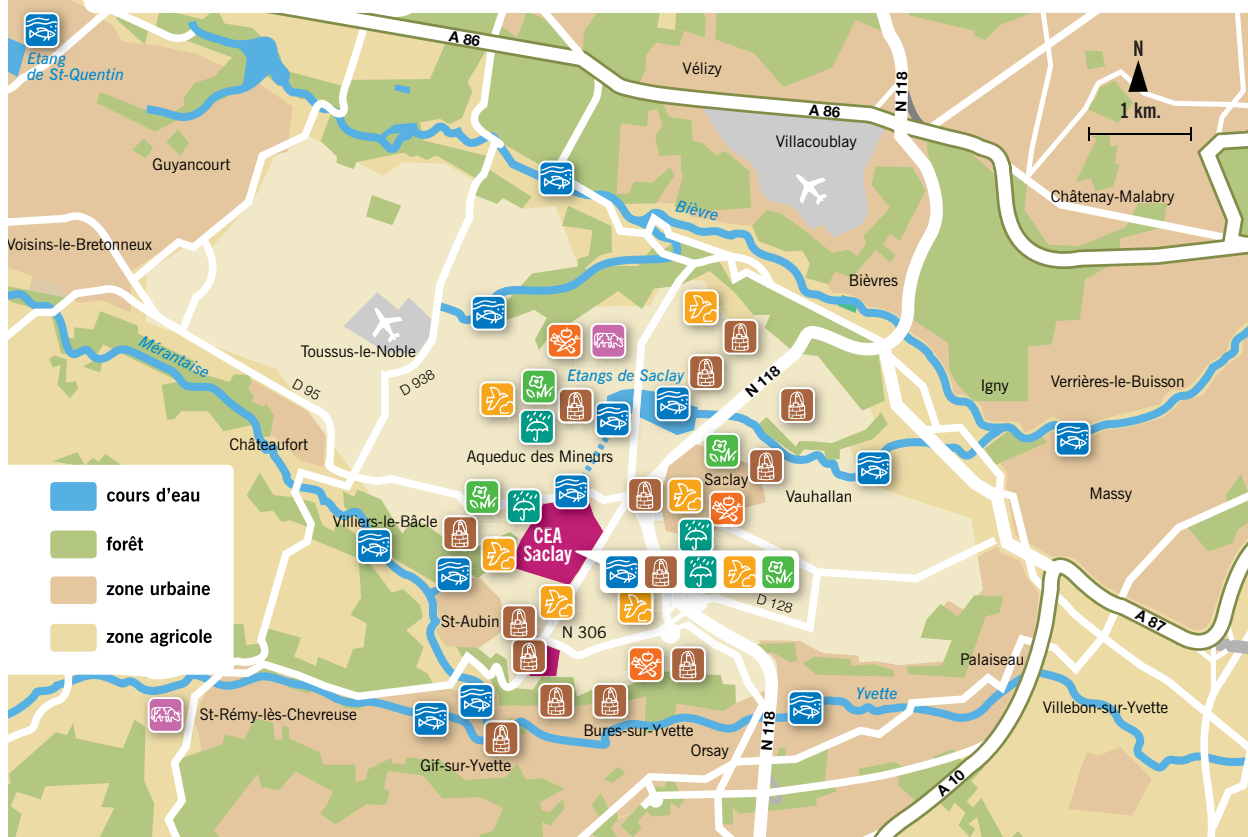 Etang
de St-Quentin
A 86
Vélizy
N 118
N
1 km.
A 86
Villacoublay
Guyancourt
Châtenay-Malabry
Bièvre
Voisins-le-Bretonneux
Bièvres
Mérantaise
Toussus-le-Noble
D 95
D 938
Etangs de Saclay
N 118
Igny
Verrières-le-Buisson
Châteaufort
Aqueduc des Mineurs
Saclay
Vauhallan
Massy
cours d'eau
forêt
zone urbaine
zone agricole
Villiers-le-Bâcle
CEA
Saclay
D 128
St-Aubin
N 306
A 87
Palaiseau
St-Rémy-lès-Chevreuse
Yvette
Villebon-sur-Yvette
Bures-sur-Yvette
N 118
Orsay
Gif-sur-Yvette
A 10